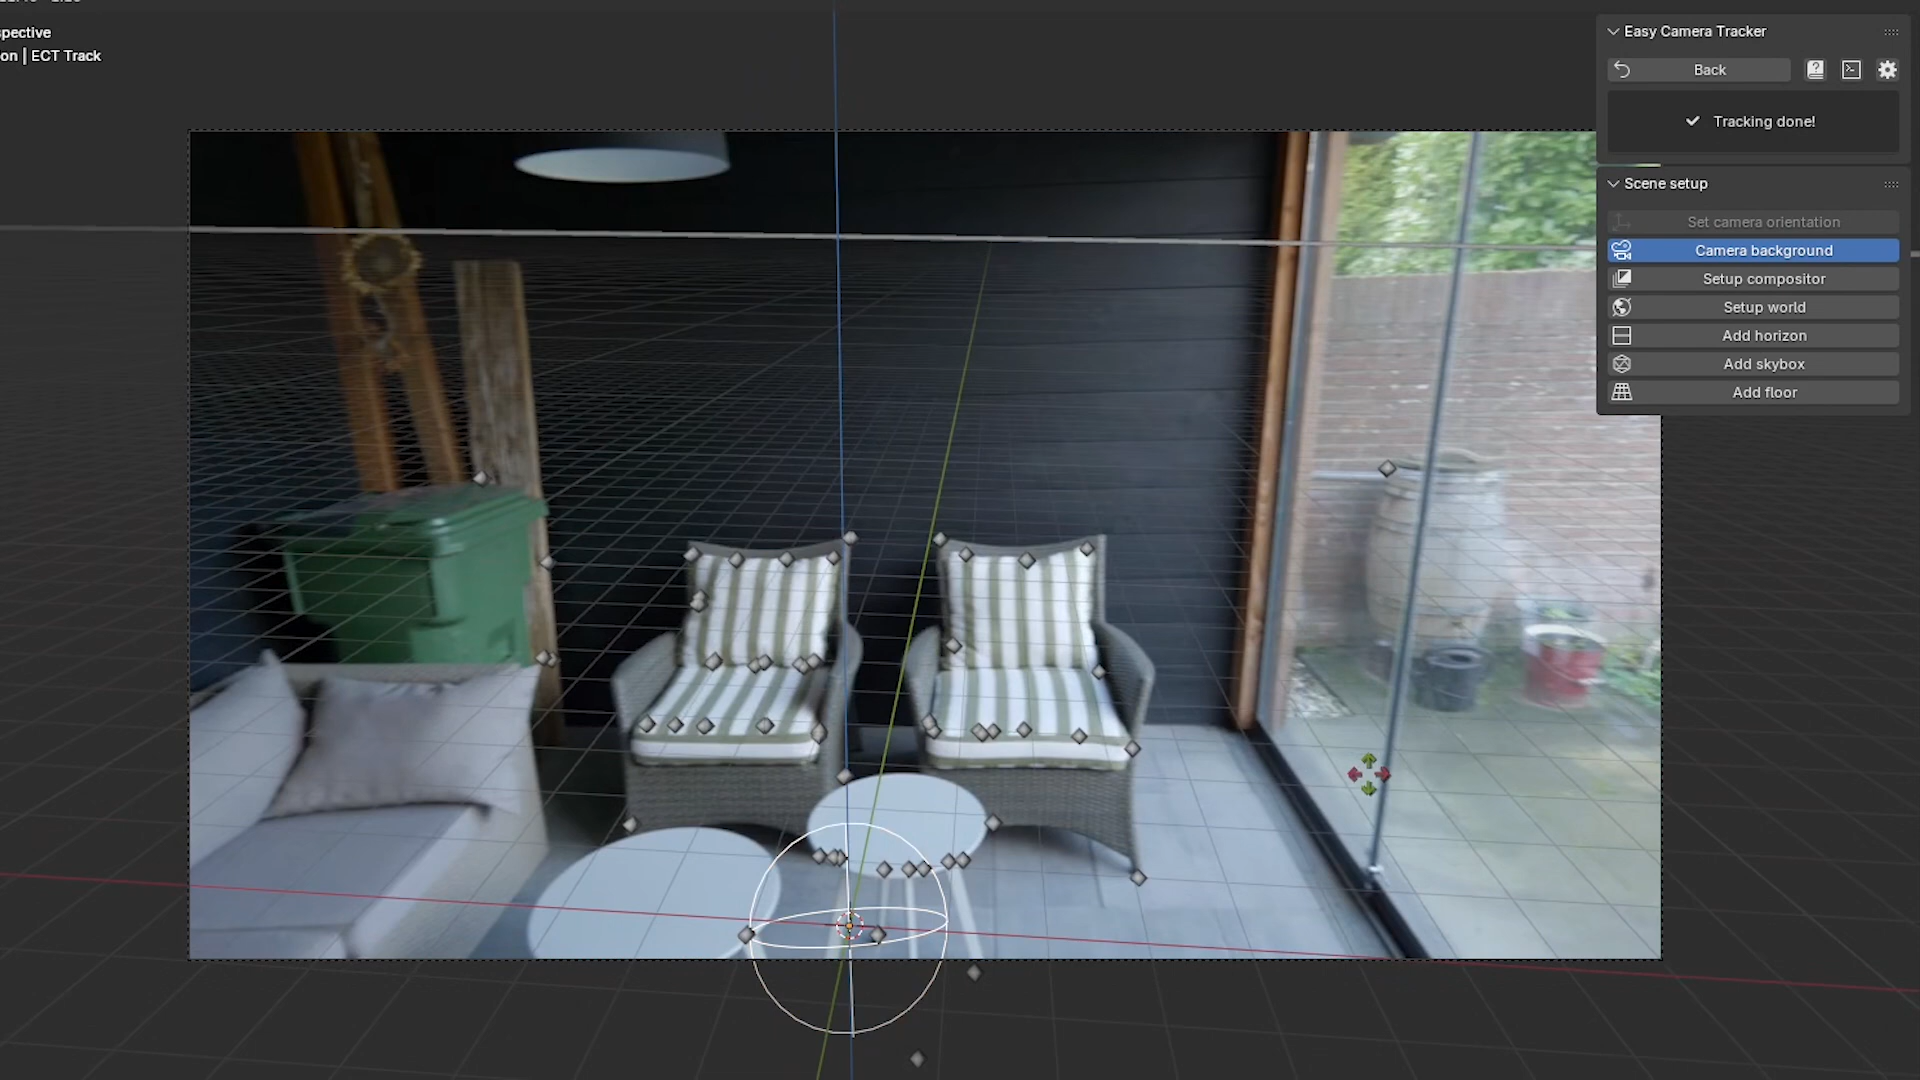 spective
on | ECT Track
Easy Camera Tracker
Back
Tracking done!
Scene setup
Set camera orientation
Camera background
Setup compositor
Setup world
Add horizon
Add skybox
Add floor